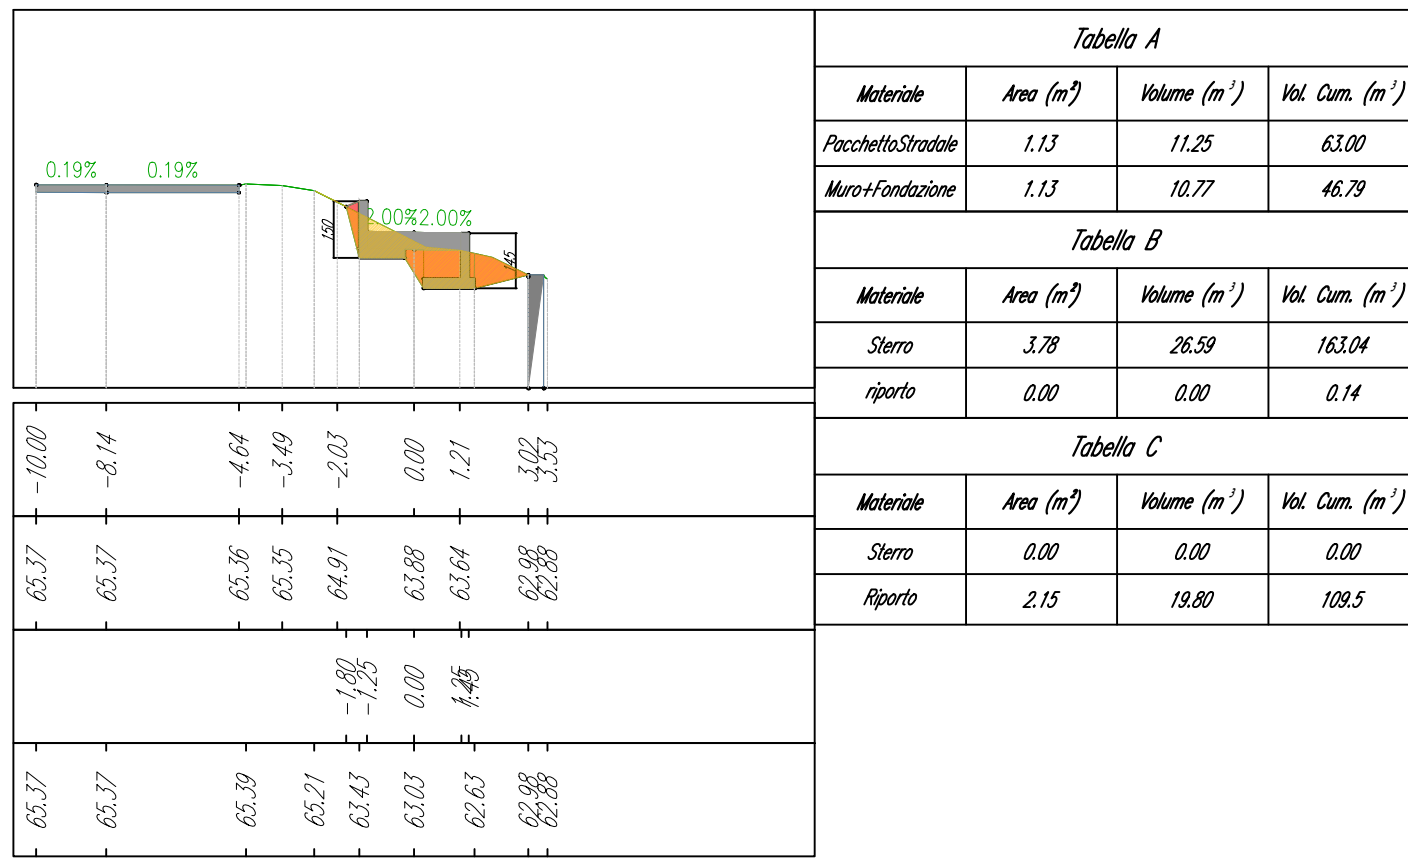 0.19% 0.19%
2.00% 2.00%
1.50
-10.00 -8.14 -4.64 -3.49 -2.03 0.00 1.21 3.02 3.53
65.37 65.37 65.36 65.35 64.91 63.88 63.64 62.98 62.88
-1.80 -1.25 0.00 1.25 1.45
65.37 65.37 65.39 65.21 63.43 63.03 62.63 62.98 62.88
Tabella A
Materiale Area (m²) Volume (m³) Vol. Cum. (m³)
PacchettoStradale 1.13 11.25 63.00
Muro+Fondazione 1.13 10.77 46.79
Tabella B
Materiale Area (m²) Volume (m³) Vol. Cum. (m³)
Sterro 3.78 26.59 163.04
riporto 0.00 0.00 0.14
Tabella C
Materiale Area (m²) Volume (m³) Vol. Cum. (m³)
Sterro 0.00 0.00 0.00
Riporto 2.15 19.80 109.5